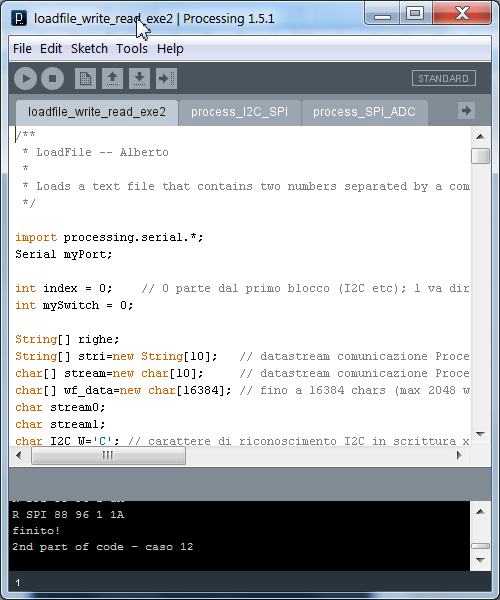 loadfile_write_read_exe2 | Processing 1.5.1
File Edit Sketch Tools Help
STANDARD
loadfile_write_read_exe2 process_I2C_SPI process_SPI_ADC
/**
* LoadFile -- Alberto
*
* Loads a text file that contains two numbers separated by a com
*/
import processing.serial.*;
Serial myPort;
int index = 0; // 0 parte dal primo blocco (I2C etc); 1 va dir
int mySwitch = 0;
String[] righe;
String[] stri=new String[10]; // datastream comunicazione Proce
char[] stream=new char[10]; // datastream comunicazione Proce
char[] wf_data=new char[16384]; // fino a 16384 chars (max 2048 w
char stream0;
char stream1;
char I2C_W='C'; // carattere di riconoscimento I2C in scrittura x
R SPI 88 96 1 1A
finito!
2nd part of code - caso 12
1